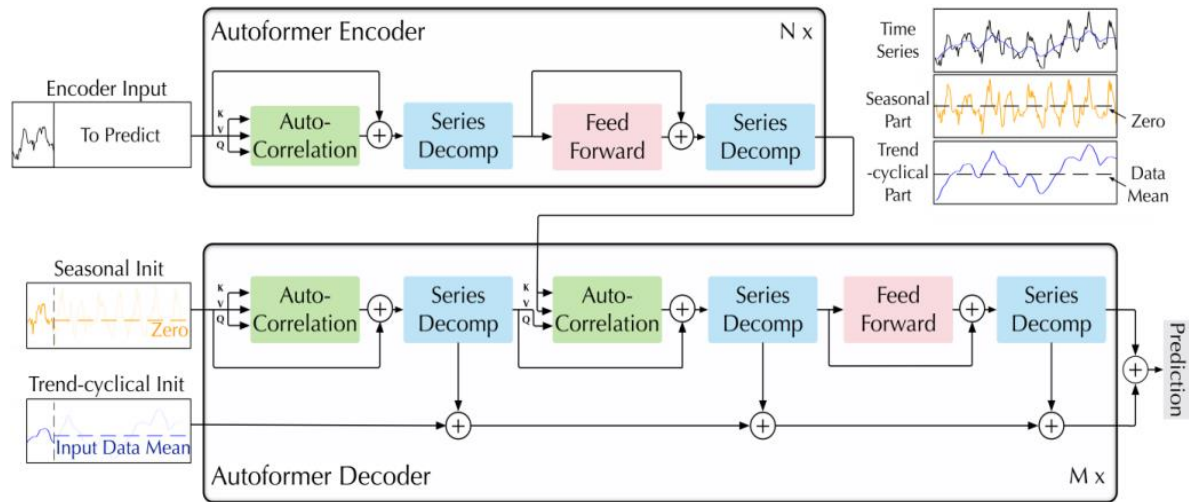 Autoformer Encoder
N x
Encoder Input
To Predict
K
V
Q
Auto-
Correlation
+
Series
Decomp
Feed
Forward
+
Series
Decomp
Time
Series
Seasonal
Part
Zero
Trend
-cyclical
Part
Data
Mean
Seasonal Init
Zero
K
V
Q
Auto-
Correlation
+
Series
Decomp
K
V
Q
Auto-
Correlation
+
Series
Decomp
Feed
Forward
+
Series
Decomp
+
Prediction
Trend-cyclical Init
Input Data Mean
+
+
+
Autoformer Decoder
M x